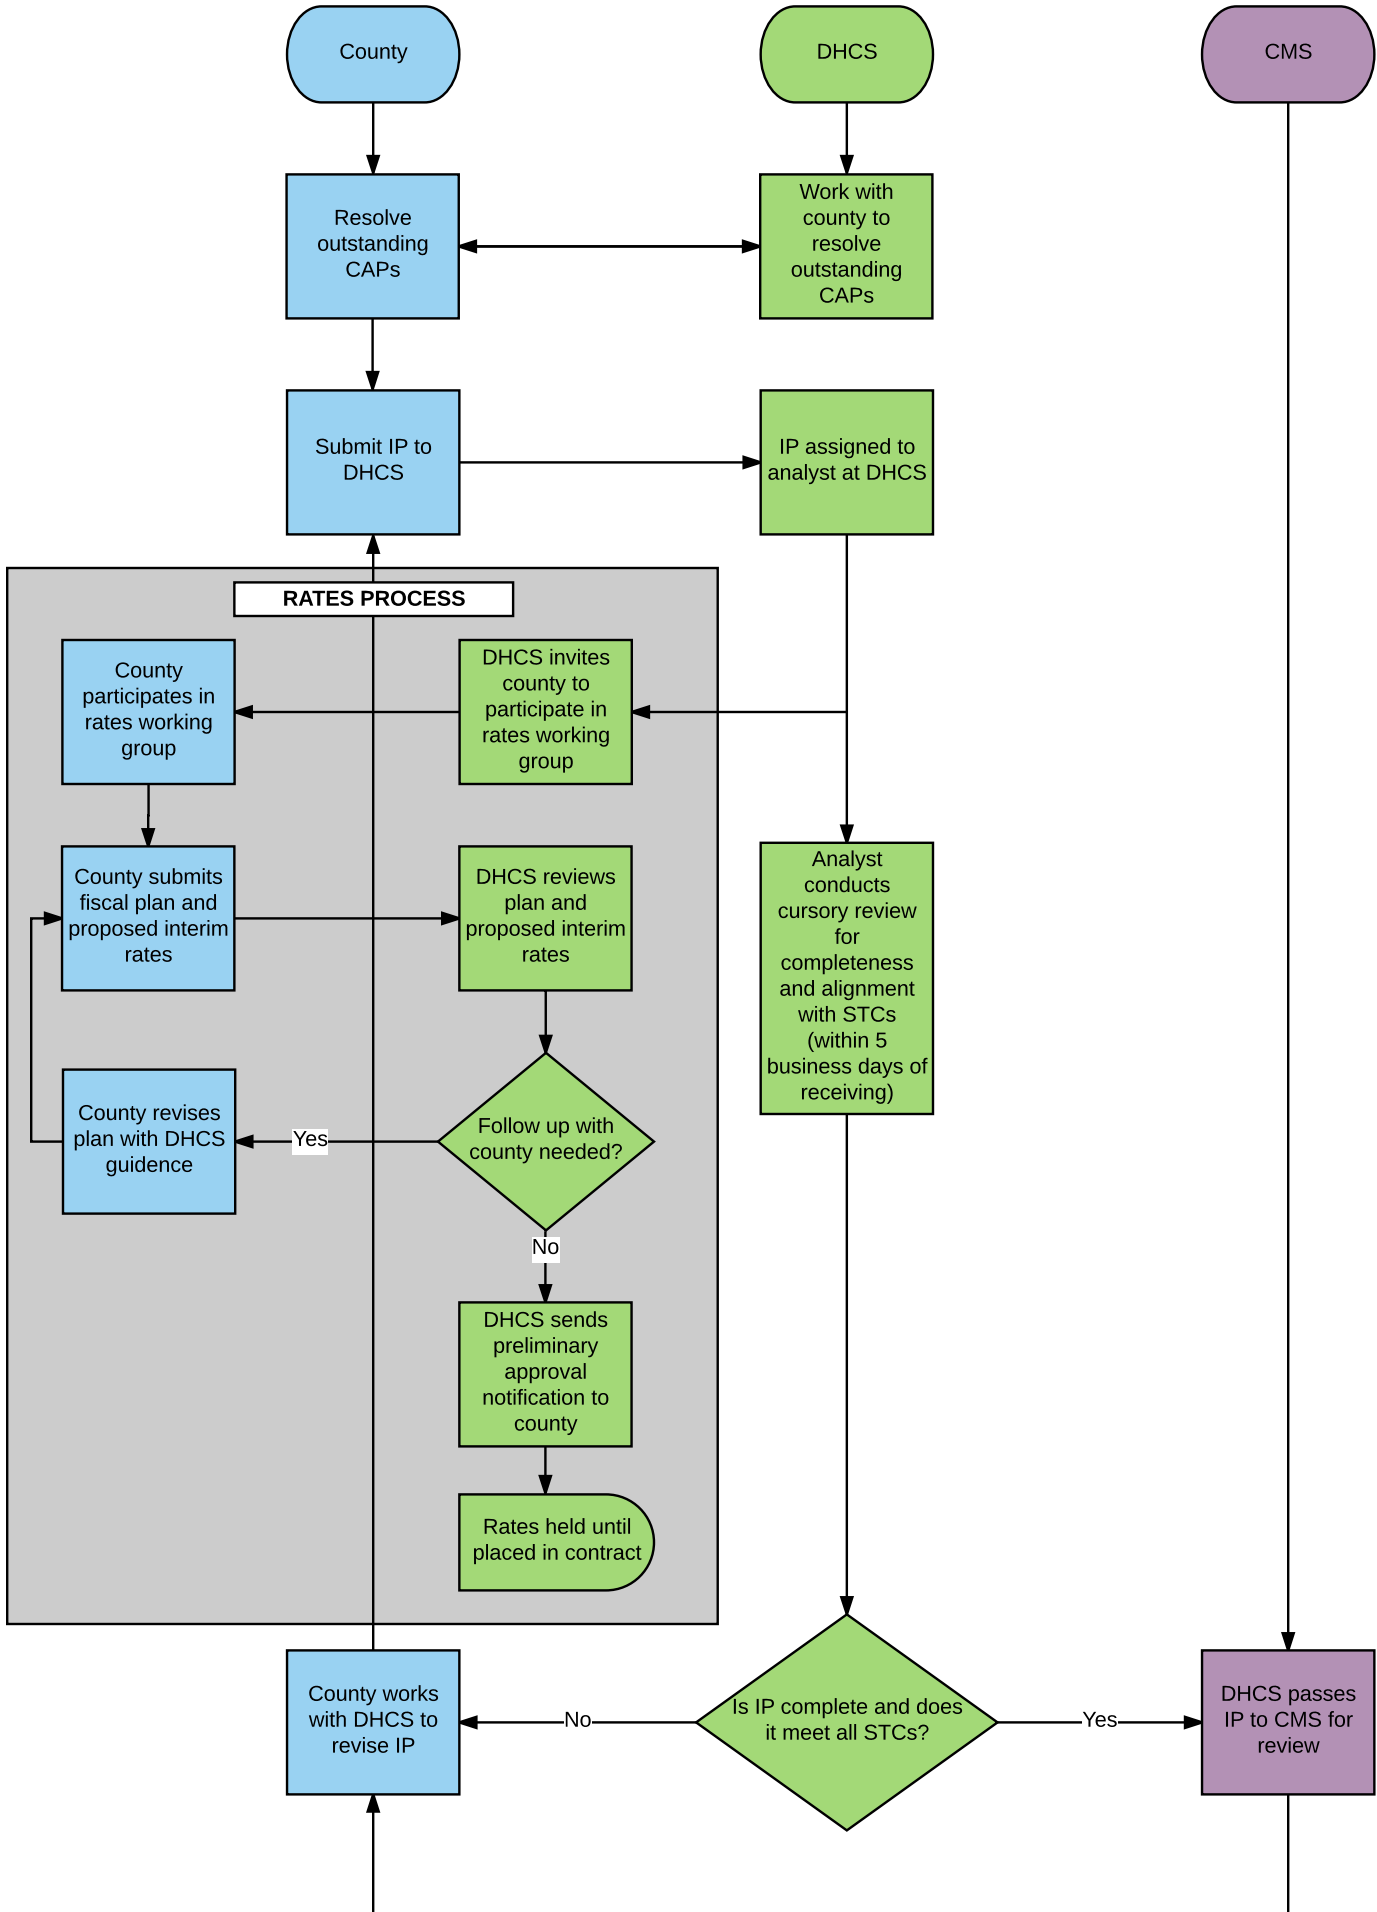 County
DHCS
CMS
Resolve
outstanding
CAPs
Work with
county to
resolve
outstanding
CAPs
Submit IP to
DHCS
IP assigned to
analyst at DHCS
RATES PROCESS
County
participates in
rates working
group
DHCS invites
county to
participate in
rates working
group
County submits
fiscal plan and
proposed interim
rates
DHCS reviews
plan and
proposed interim
rates
Analyst
conducts
cursory review
for
completeness
and alignment
with STCs
(within 5
business days of
receiving)
County revises
plan with DHCS
guidence
Yes
Follow up with
county needed?
No
DHCS sends
preliminary
approval
notification to
county
Rates held until
placed in contract
County works
with DHCS to
revise IP
No
Is IP complete and does
it meet all STCs?
Yes
DHCS passes
IP to CMS for
review